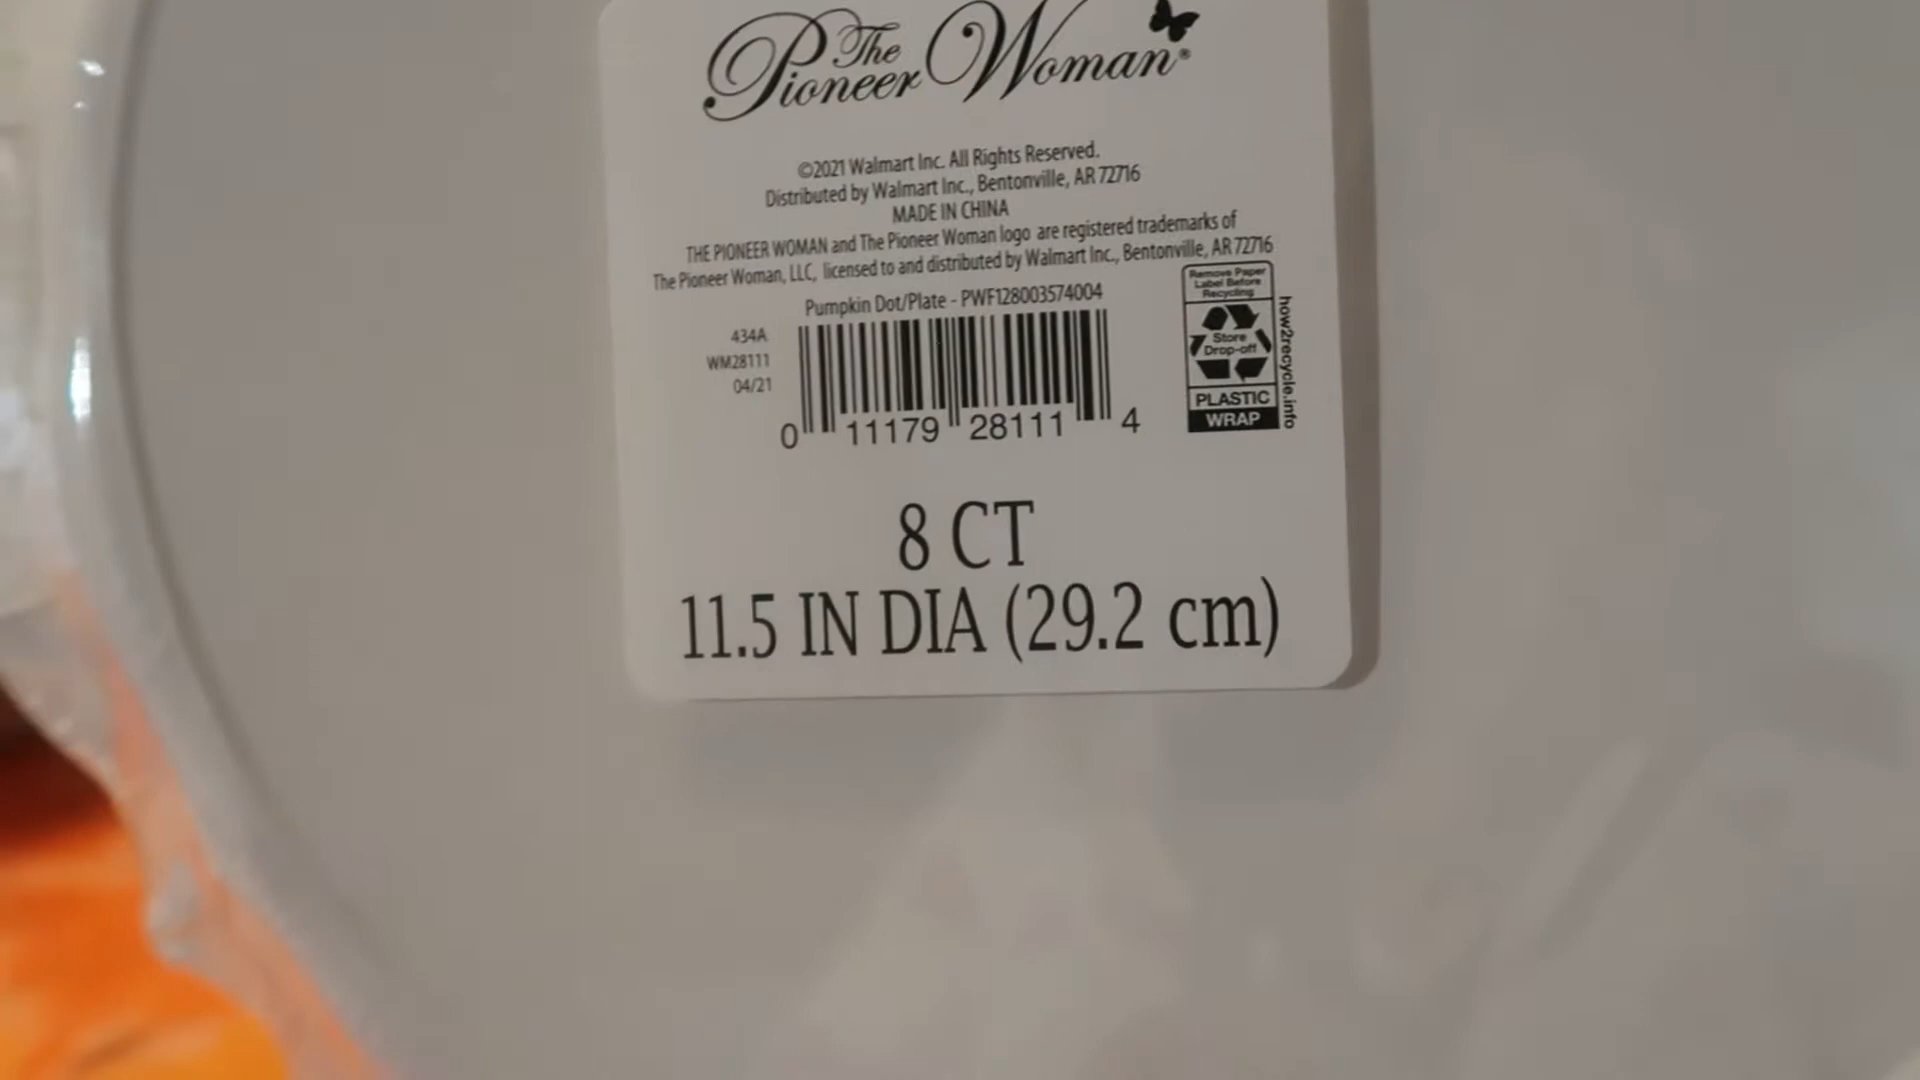 The
Pioneer Woman®
©2021 Walmart Inc. All Rights Reserved.
Distributed by Walmart Inc., Bentonville, AR 72716
MADE IN CHINA
THE PIONEER WOMAN and The Pioneer Woman logo are registered trademarks of
The Pioneer Woman, LLC, licensed to and distributed by Walmart Inc., Bentonville, AR 72716
Pumpkin Dot/Plate - PWF128003574004
434A
WM28111
04/21
0 11179 28111 4
Remove Paper
Label Before
Recycling
Store
Drop-off
PLASTIC
WRAP
how2recycle.info
8 CT
11.5 IN DIA (29.2 cm)